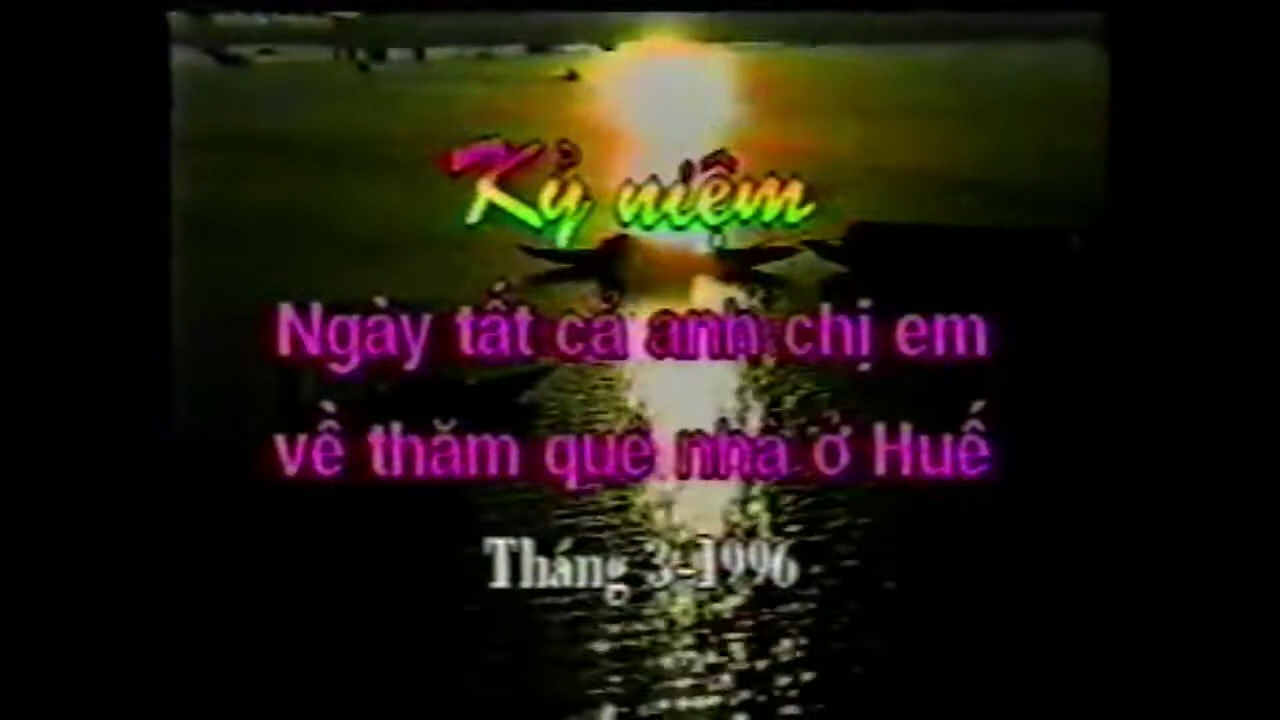 Kỷ niệm
Ngày tất cả anh chị em
về thăm quê nhà ở Huế
Tháng 3-1996